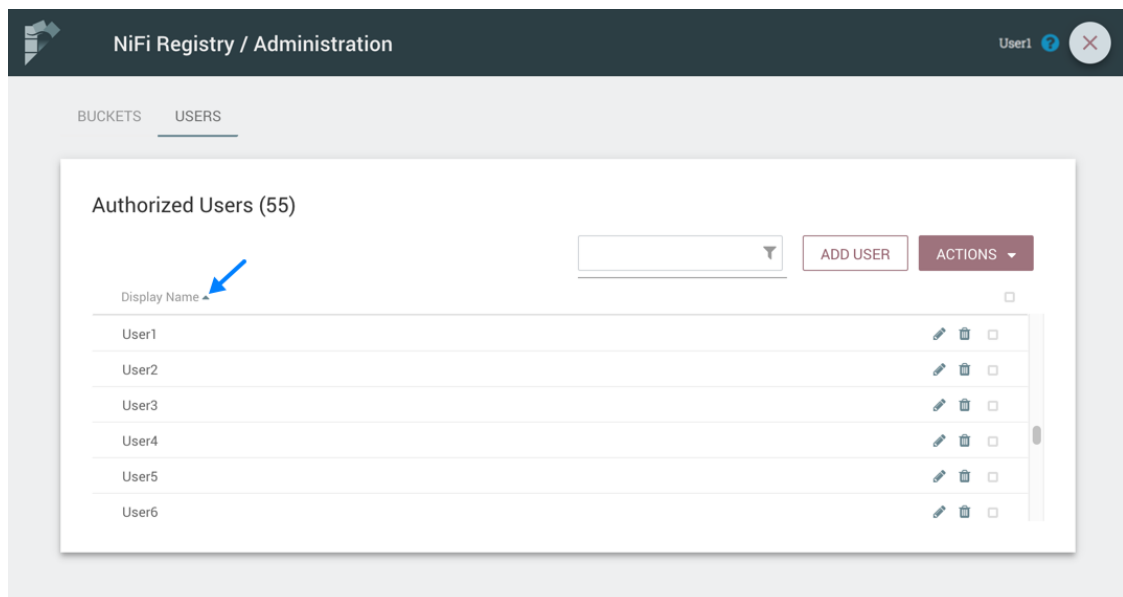 NiFi Registry / Administration
User1
BUCKETS USERS
Authorized Users (55)
ADD USER ACTIONS
Display Name
User1
User2
User3
User4
User5
User6